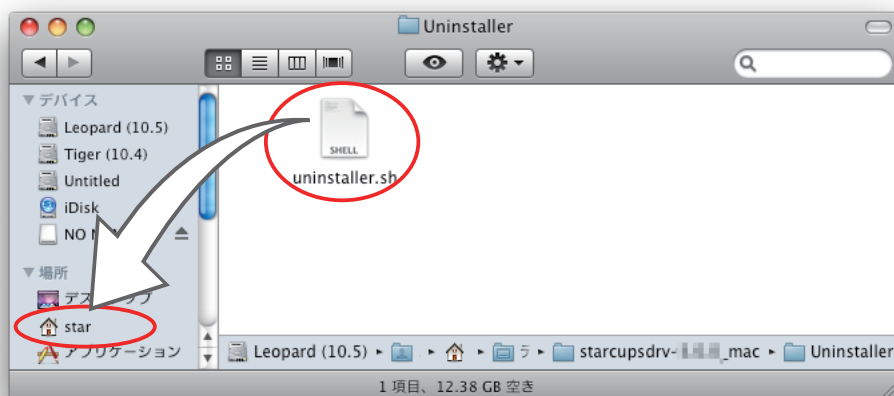 Uninstaller
デバイス
Leopard (10.5)
Tiger (10.4)
Untitled
iDisk
NO
場所
star
アプリケーション
SHELL
uninstaller.sh
Leopard (10.5) ラ starcupsdrv- _mac Uninstaller
1 項目、12.38 GB 空き